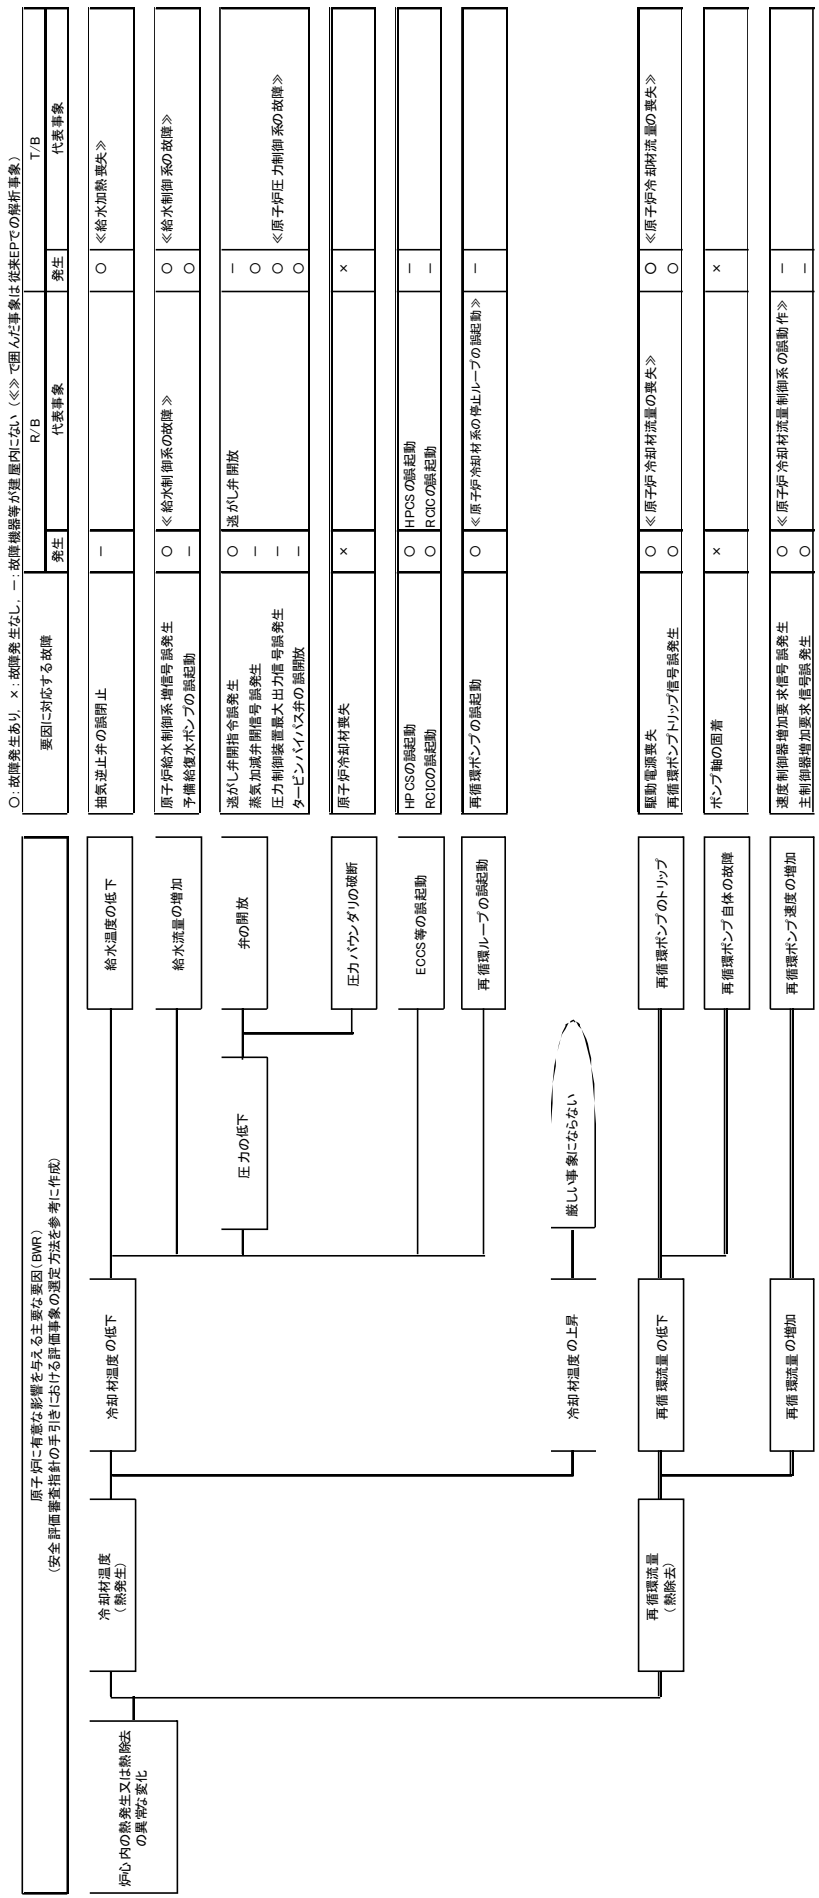 ○：故障発生あり，×：故障発生なし，－：故障機器等が建屋内にない（≪≫で囲んだ事象は従来EPでの解析事象）
原子炉に有意な影響を与える主要な要因（BWR）
（安全評価審査指針の手引きにおける評価事象の選定方法を参考に作成）
要因に対応する故障
R/B
T/B
発生
代表事象
発生
代表事象
炉心内の熱発生又は熱除去
の異常な変化
冷却材温度
（熱発生）
冷却材温度の低下
給水温度の低下
抽気逆止弁の誤閉止
－
○
≪給水加熱喪失≫
給水流量の増加
原子炉給水制御系増信号誤発生
○
≪給水制御系の故障≫
○
≪給水制御系の故障≫
予備給復水ポンプの誤起動
－
○
圧力の低下
弁の開放
逃がし弁開指令誤発生
○
逃がし弁開放
－
蒸気加減弁開信号誤発生
－
○
圧力制御装置最大出力信号誤発生
－
○
≪原子炉圧力制御系の故障≫
タービンバイパス弁の誤開放
－
○
圧力バウンダリの破断
原子炉冷却材喪失
×
×
ECCS等の誤起動
HPCSの誤起動
○
HPCSの誤起動
－
RCICの誤起動
○
RCICの誤起動
－
再循環ループの誤起動
再循環ポンプの誤起動
○
≪原子炉冷却材系の停止ループの誤起動≫
－
冷却材温度の上昇
厳しい事象にならない
再循環流量
（熱除去）
再循環流量の低下
再循環ポンプのトリップ
駆動電源喪失
○
≪原子炉冷却材流量の喪失≫
○
≪原子炉冷却材流量の喪失≫
再循環ポンプトリップ信号誤発生
○
○
再循環ポンプ自体の故障
ポンプ軸の固着
×
×
再循環流量の増加
再循環ポンプ速度の増加
速度制御器増加要求信号誤発生
○
≪原子炉冷却材流量制御系の誤動作≫
－
主制御器増加要求信号誤発生
○
－